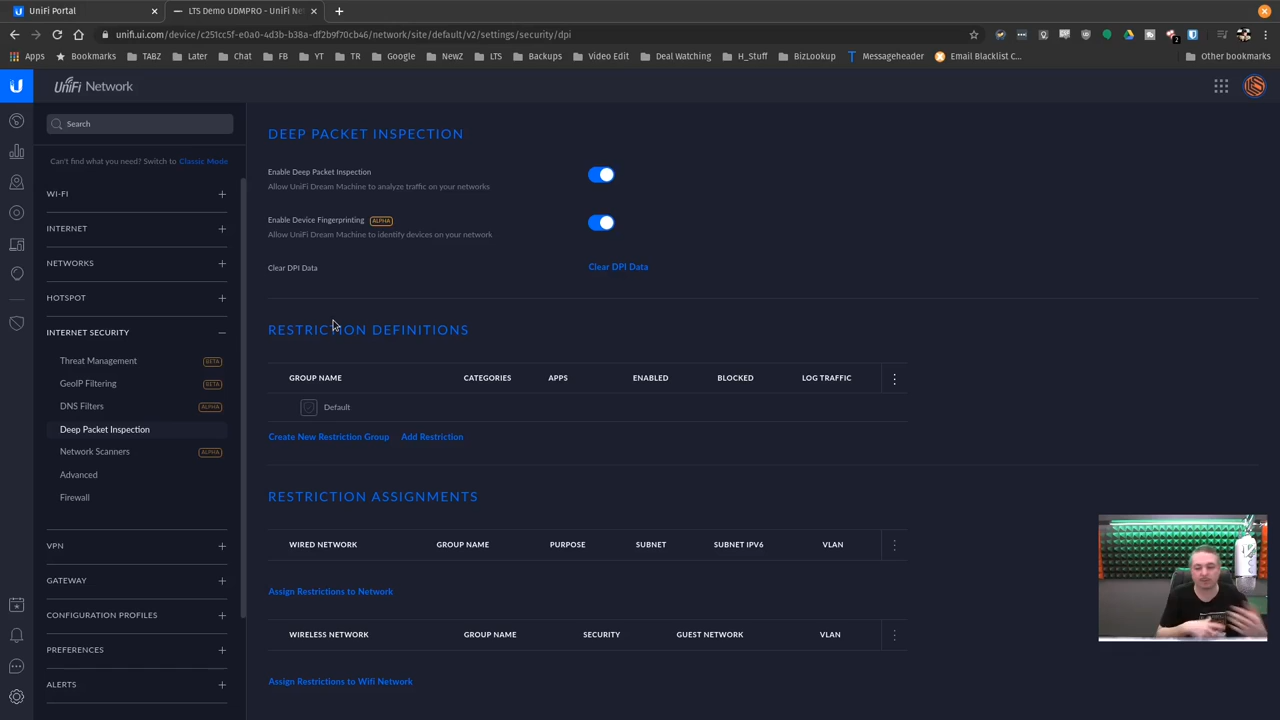 UniFi Portal
LTS Demo UDMPRO - UniFi Ne
unifi.ui.com/device/c251cc5f-e0a0-4d3b-b38a-df2b9f70cb46/network/site/default/v2/settings/security/dpi
Apps Bookmarks TABZ Later Chat FB YT TR Google NewZ LTS Backups Video Edit Deal Watching H_Stuff BizLookup Messageheader Email Blacklist C... Other bookmarks
UniFi Network
Search
Can't find what you need? Switch to Classic Mode
WI-FI
INTERNET
NETWORKS
HOTSPOT
INTERNET SECURITY
Threat Management BETA
GeoIP Filtering BETA
DNS Filters ALPHA
Deep Packet Inspection
Network Scanners ALPHA
Advanced
Firewall
VPN
GATEWAY
CONFIGURATION PROFILES
PREFERENCES
ALERTS
DEEP PACKET INSPECTION
Enable Deep Packet Inspection
Allow UniFi Dream Machine to analyze traffic on your networks
Enable Device Fingerprinting ALPHA
Allow UniFi Dream Machine to identify devices on your network
Clear DPI Data Clear DPI Data
RESTRICTION DEFINITIONS
GROUP NAME CATEGORIES APPS ENABLED BLOCKED LOG TRAFFIC
Default
Create New Restriction Group Add Restriction
RESTRICTION ASSIGNMENTS
WIRED NETWORK GROUP NAME PURPOSE SUBNET SUBNET IPV6 VLAN
Assign Restrictions to Network
WIRELESS NETWORK GROUP NAME SECURITY GUEST NETWORK VLAN
Assign Restrictions to Wifi Network